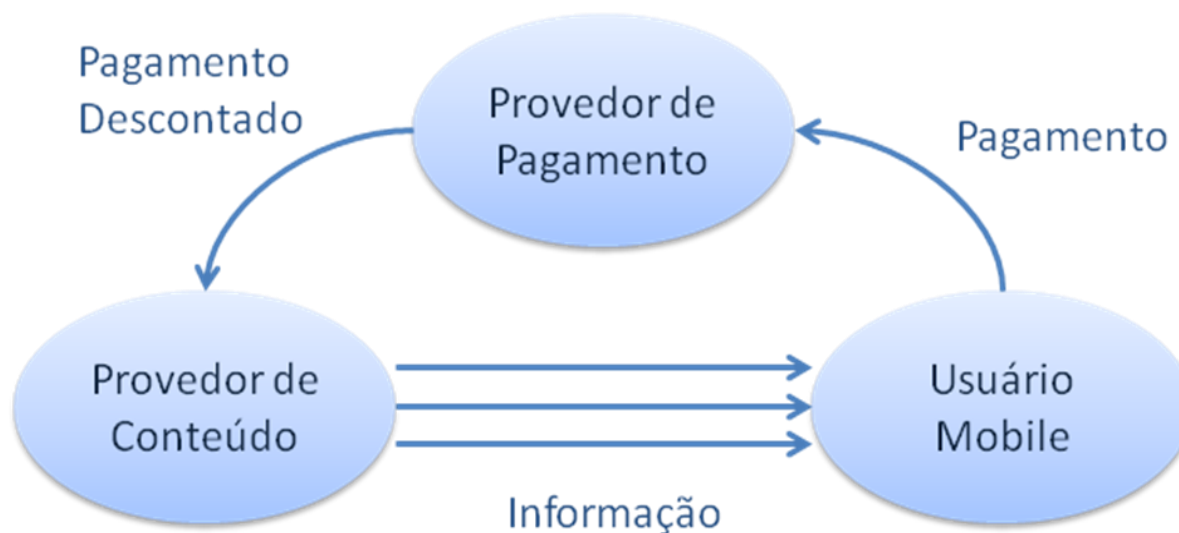 Pagamento
Descontado
Provedor de
Pagamento
Pagamento
Provedor de
Conteúdo
Usuário
Mobile
Informação